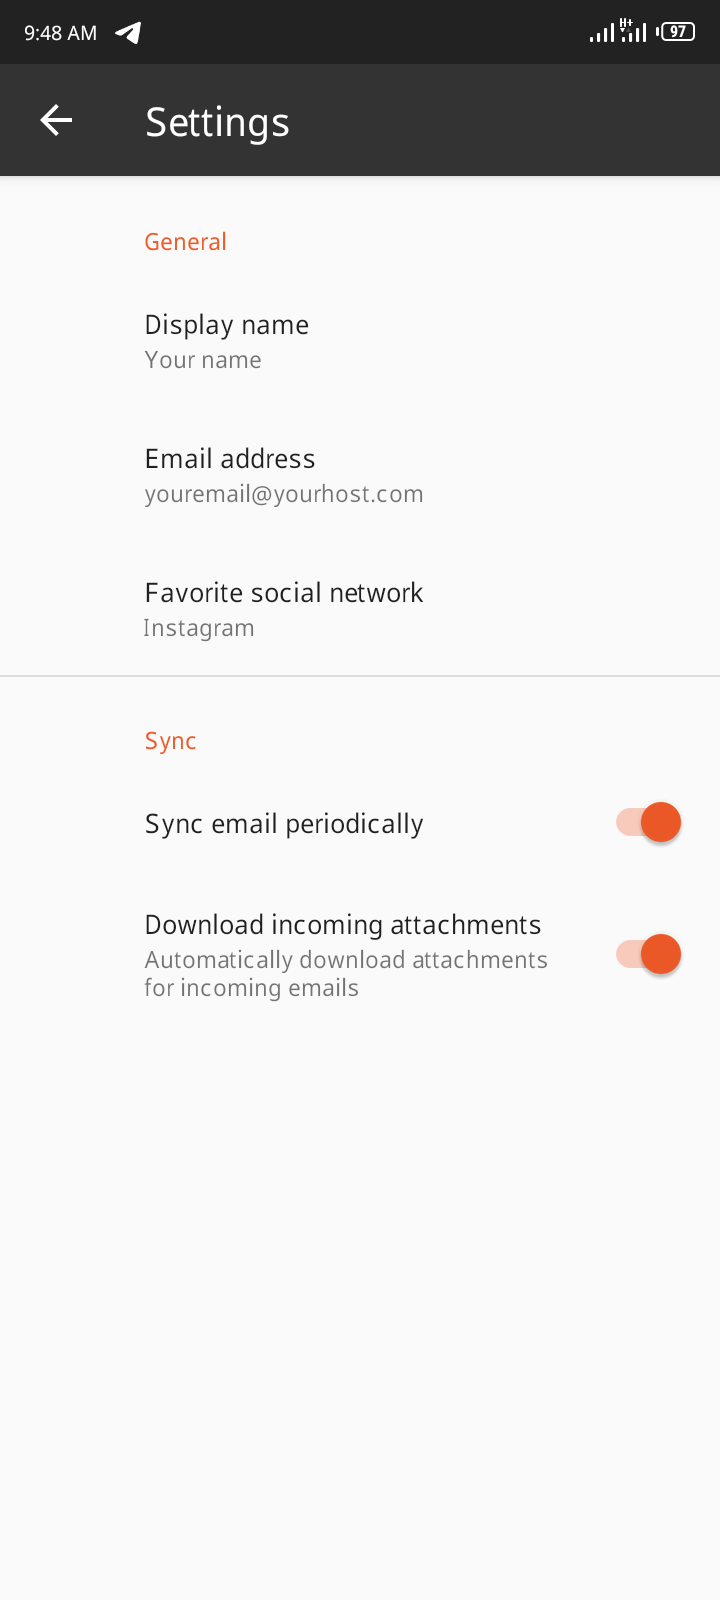 9:48 AM
H+
97
Settings
General
Display name
Your name
Email address
youremail@yourhost.com
Favorite social network
Instagram
Sync
Sync email periodically
Download incoming attachments
Automatically download attachments
for incoming emails